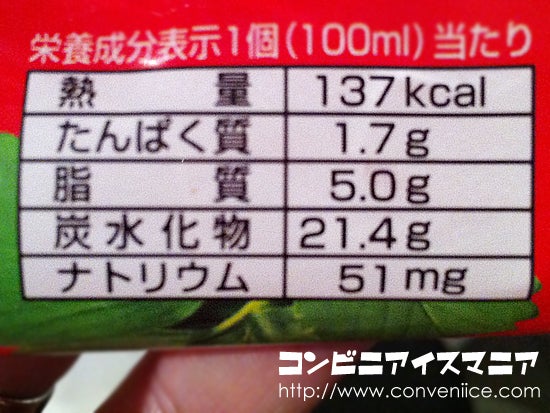 栄養成分表示1個(100ml)当たり
熱量 137kcal
たんぱく質 1.7g
脂質 5.0g
炭水化物 21.4g
ナトリウム 51mg
コンビニアイスマニア
http://www.conveniice.com/